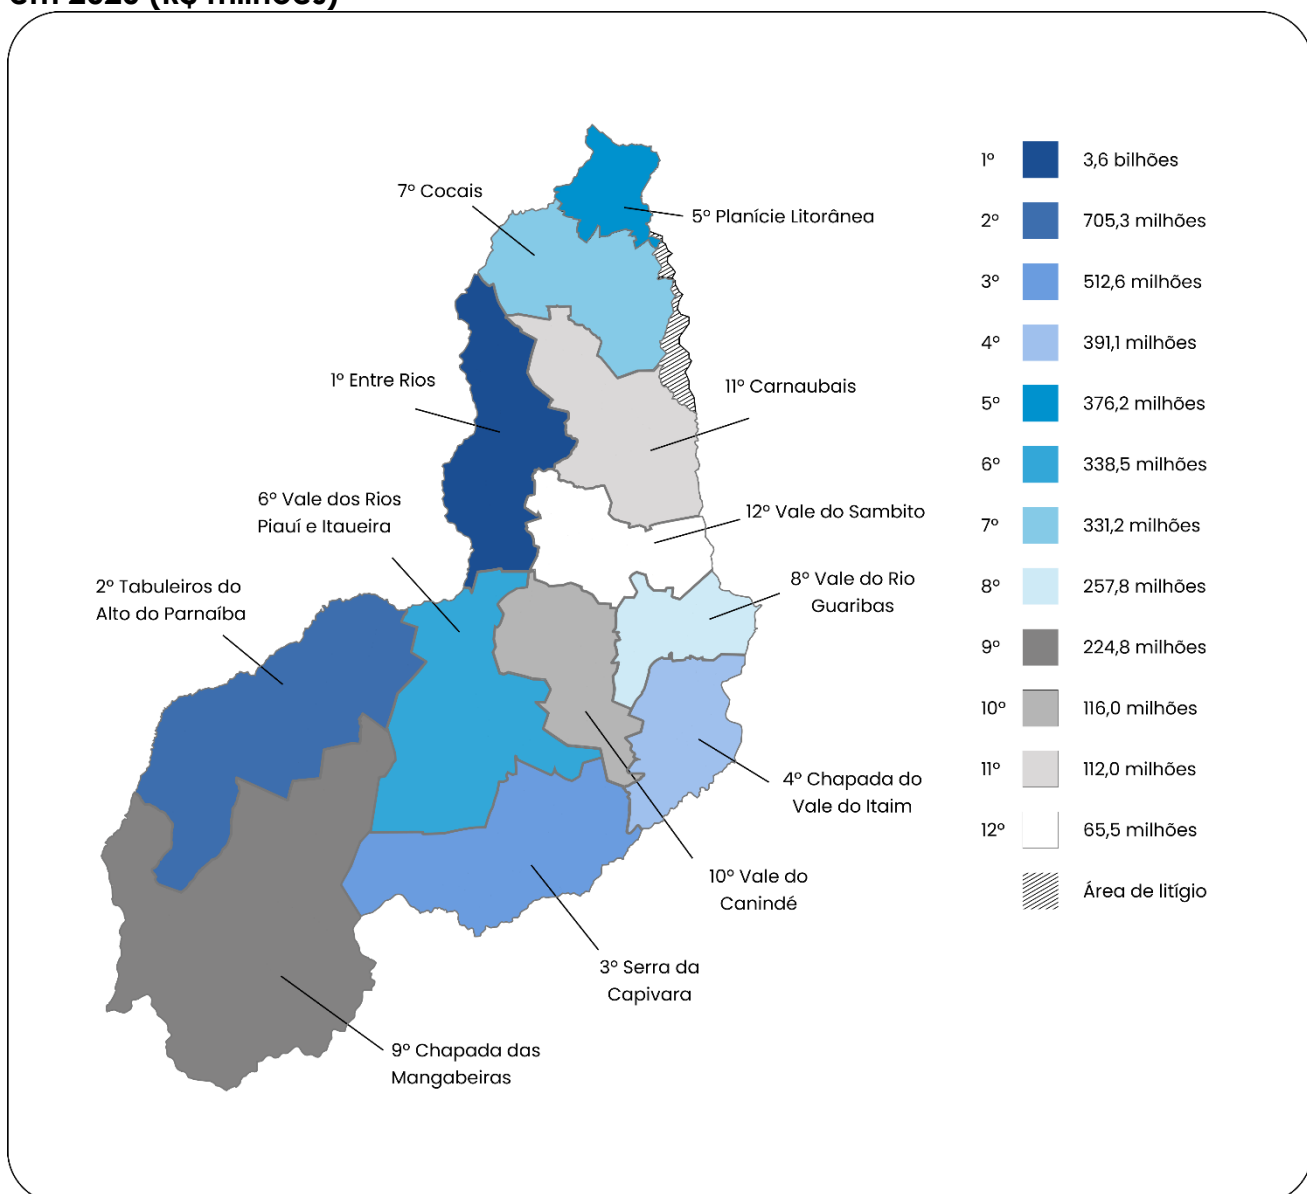 em 2020 (R$ milhões)
7º Cocais
5º Planície Litorânea
1º Entre Rios
11º Carnaubais
6º Vale dos Rios
Piauí e Itaueira
12º Vale do Sambito
2º Tabuleiros do
Alto do Parnaíba
8º Vale do Rio
Guaribas
4º Chapada do
Vale do Itaim
10º Vale do
Canindé
3º Serra da
Capivara
9º Chapada das
Mangabeiras
1º 3,6 bilhões
2º 705,3 milhões
3º 512,6 milhões
4º 391,1 milhões
5º 376,2 milhões
6º 338,5 milhões
7º 331,2 milhões
8º 257,8 milhões
9º 224,8 milhões
10º 116,0 milhões
11º 112,0 milhões
12º 65,5 milhões
Área de litígio